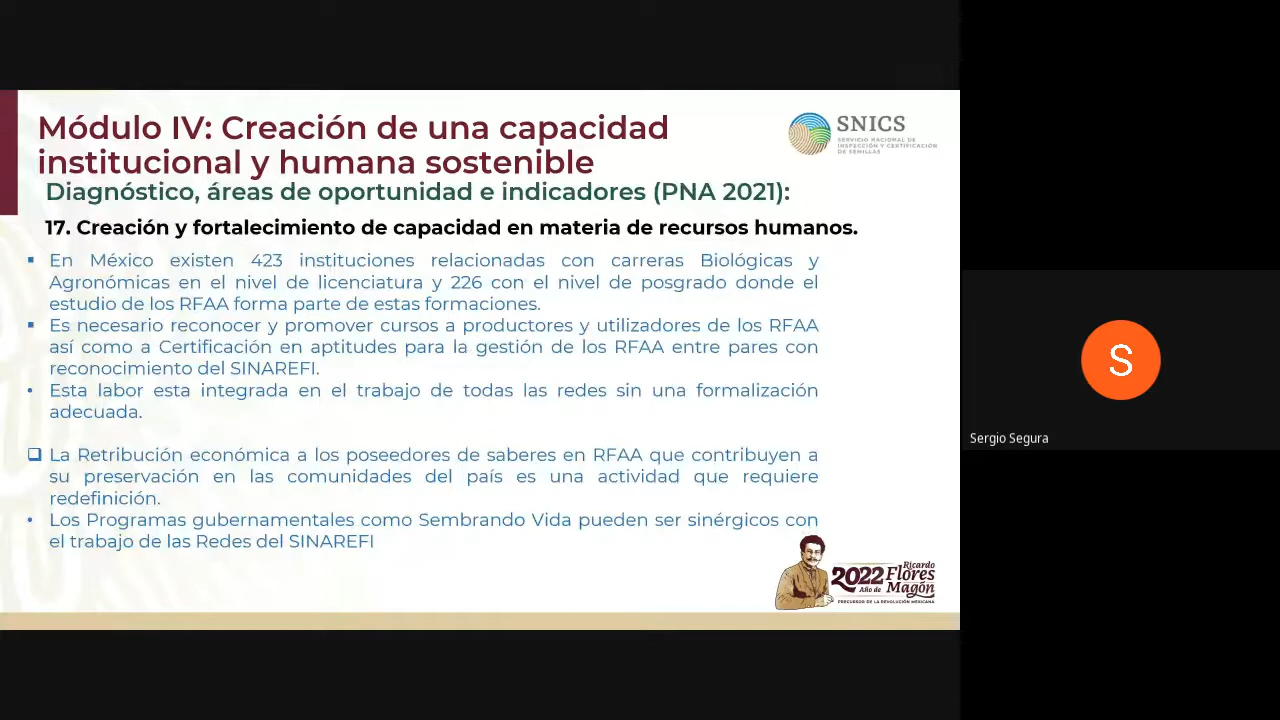 Módulo IV: Creación de una capacidad
institucional y humana sostenible
SNICS
SERVICIO NACIONAL DE
INSPECCIÓN Y CERTIFICACIÓN
DE SEMILLAS
Diagnóstico, áreas de oportunidad e indicadores (PNA 2021):
17. Creación y fortalecimiento de capacidad en materia de recursos humanos.
▪ En México existen 423 instituciones relacionadas con carreras Biológicas y
Agronómicas en el nivel de licenciatura y 226 con el nivel de posgrado donde el
estudio de los RFAA forma parte de estas formaciones.
▪ Es necesario reconocer y promover cursos a productores y utilizadores de los RFAA
así como a Certificación en aptitudes para la gestión de los RFAA entre pares con
reconocimiento del SINAREFI.
• Esta labor esta integrada en el trabajo de todas las redes sin una formalización
adecuada.
❑ La Retribución económica a los poseedores de saberes en RFAA que contribuyen a
su preservación en las comunidades del país es una actividad que requiere
redefinición.
• Los Programas gubernamentales como Sembrando Vida pueden ser sinérgicos con
el trabajo de las Redes del SINAREFI
2022
Año de
Ricardo
Flores
Magón
PRECURSOR DE LA REVOLUCIÓN MEXICANA
S
Sergio Segura